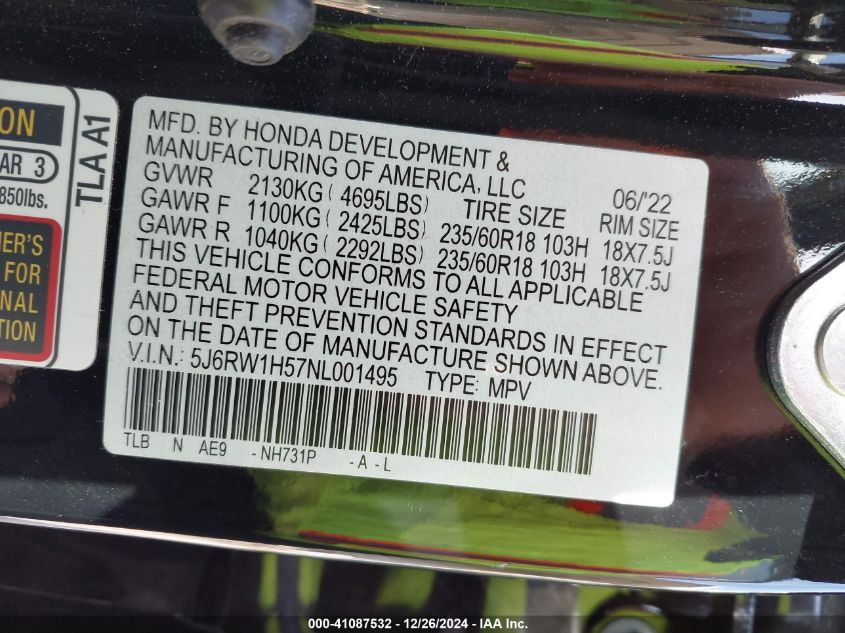 ON
AR 3
850lbs.
TLA A1
ER'S
FOR
NAL
TION
MFD. BY HONDA DEVELOPMENT &
MANUFACTURING OF AMERICA, LLC
06/'22
GVWR 2130KG ( 4695LBS) TIRE SIZE RIM SIZE
GAWR F 1100KG ( 2425LBS) 235/60R18 103H 18X7.5J
GAWR R 1040KG ( 2292LBS) 235/60R18 103H 18X7.5J
THIS VEHICLE CONFORMS TO ALL APPLICABLE
FEDERAL MOTOR VEHICLE SAFETY
AND THEFT PREVENTION STANDARDS IN EFFECT
ON THE DATE OF MANUFACTURE SHOWN ABOVE.
V.I.N.: 5J6RW1H57NL001495 TYPE: MPV
TLB N AE9 - NH731P - A - L
000-41087532 - 12/26/2024 - IAA Inc.